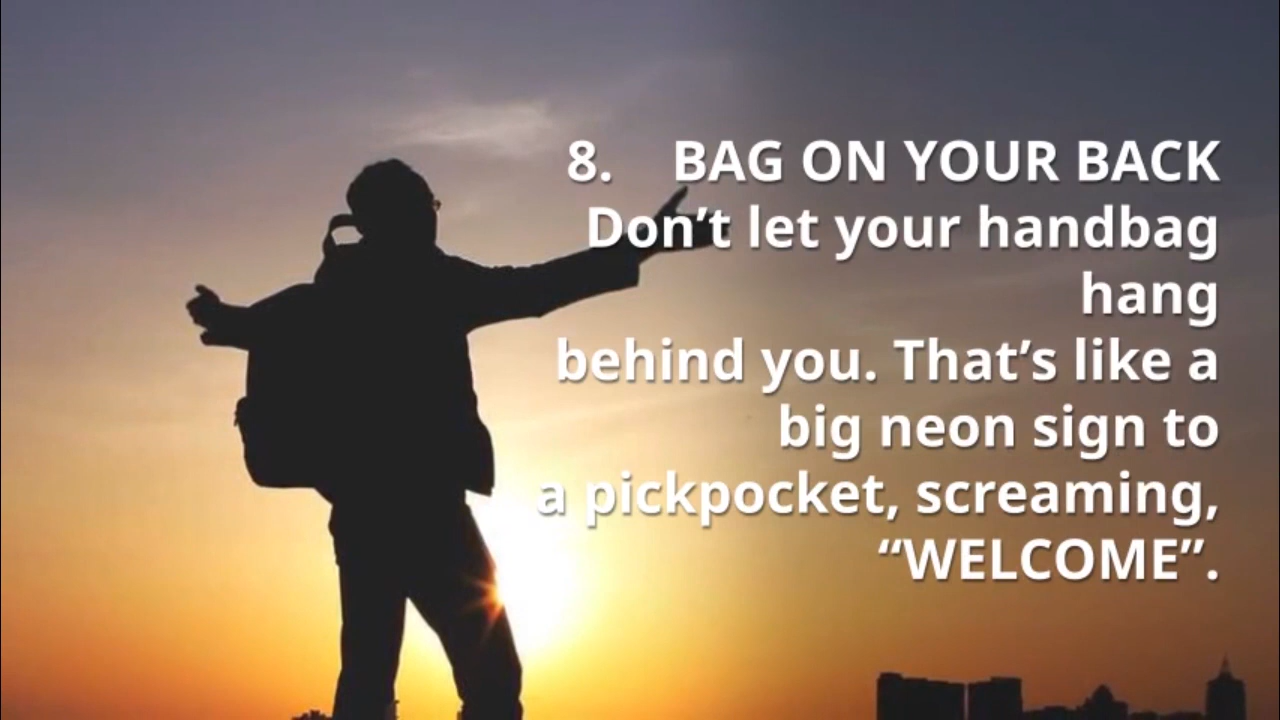 8. BAG ON YOUR BACK
Don’t let your handbag
hang
behind you. That’s like a
big neon sign to
a pickpocket, screaming,
“WELCOME”.